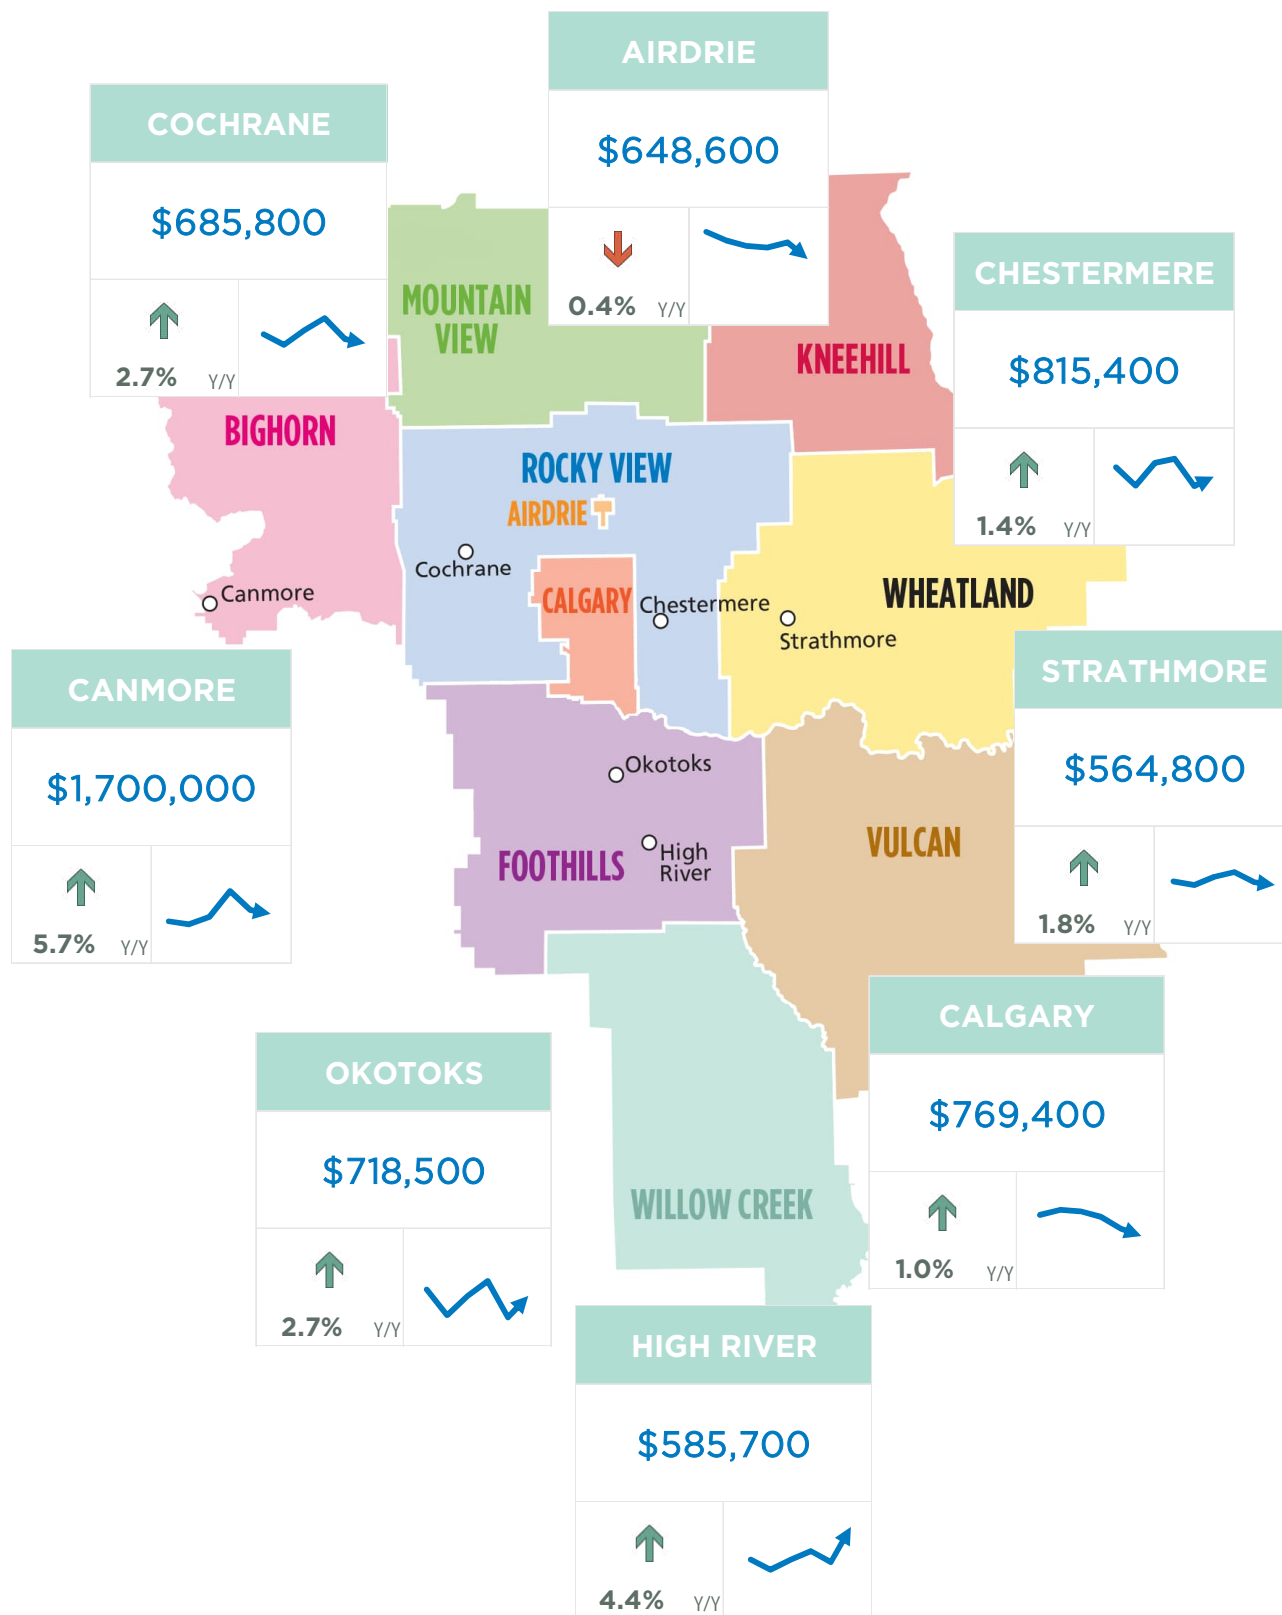 AIRDRIE
$648,600
0.4% Y/Y
COCHRANE
$685,800
2.7% Y/Y
CHESTERMERE
$815,400
1.4% Y/Y
MOUNTAIN
VIEW
KNEEHILL
BIGHORN
ROCKY VIEW
AIRDRIE
Cochrane
Canmore
CALGARY
Chestermere
WHEATLAND
Strathmore
CANMORE
$1,700,000
5.7% Y/Y
STRATHMORE
$564,800
1.8% Y/Y
Okotoks
High
River
FOOTHILLS
VULCAN
CALGARY
$769,400
1.0% Y/Y
OKOTOKS
$718,500
2.7% Y/Y
WILLOW CREEK
HIGH RIVER
$585,700
4.4% Y/Y